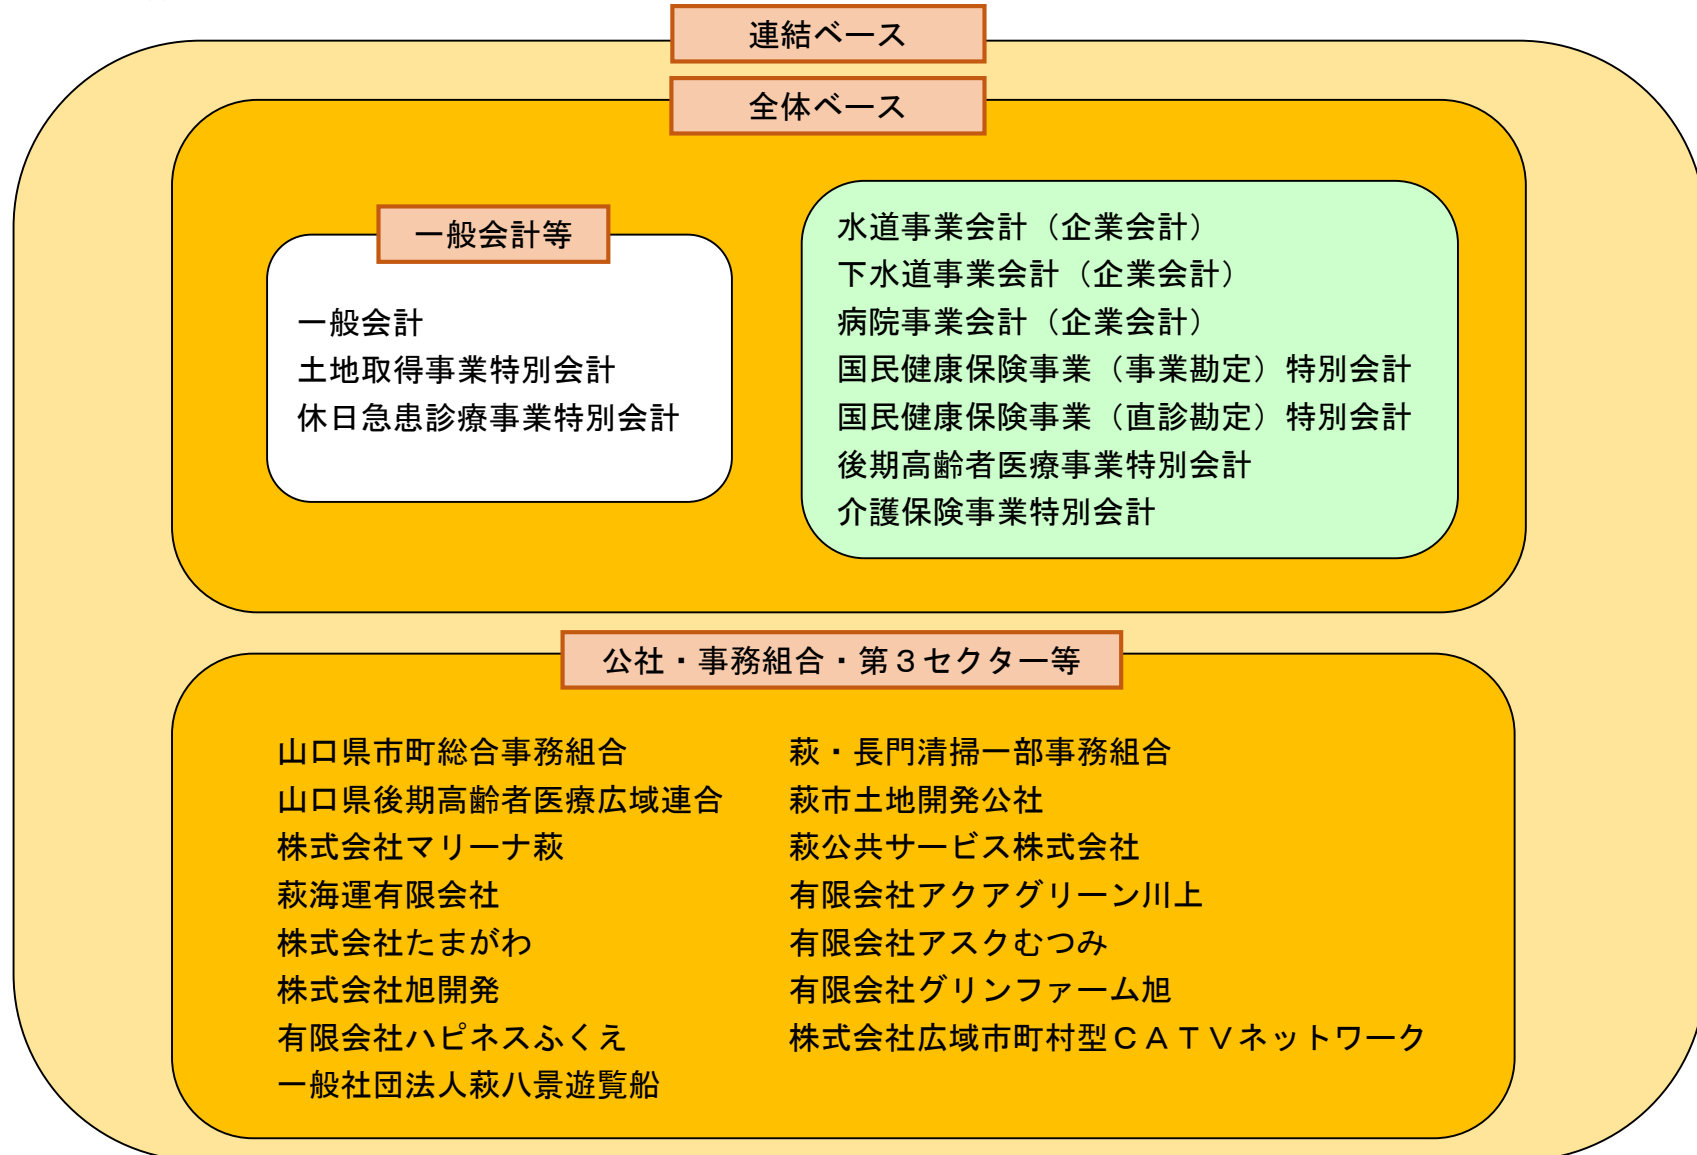 連結ベース
全体ベース
一般会計等
一般会計
土地取得事業特別会計
休日急患診療事業特別会計
水道事業会計（企業会計）
下水道事業会計（企業会計）
病院事業会計（企業会計）
国民健康保険事業（事業勘定）特別会計
国民健康保険事業（直診勘定）特別会計
後期高齢者医療事業特別会計
介護保険事業特別会計
公社・事務組合・第３セクター等
山口県市町総合事務組合
山口県後期高齢者医療広域連合
株式会社マリーナ萩
萩海運有限会社
株式会社たまがわ
株式会社旭開発
有限会社ハピネスふくえ
一般社団法人萩八景遊覧船
萩・長門清掃一部事務組合
萩市土地開発公社
萩公共サービス株式会社
有限会社アクアグリーン川上
有限会社アスクむつみ
有限会社グリンファーム旭
株式会社広域市町村型ＣＡＴＶネットワーク